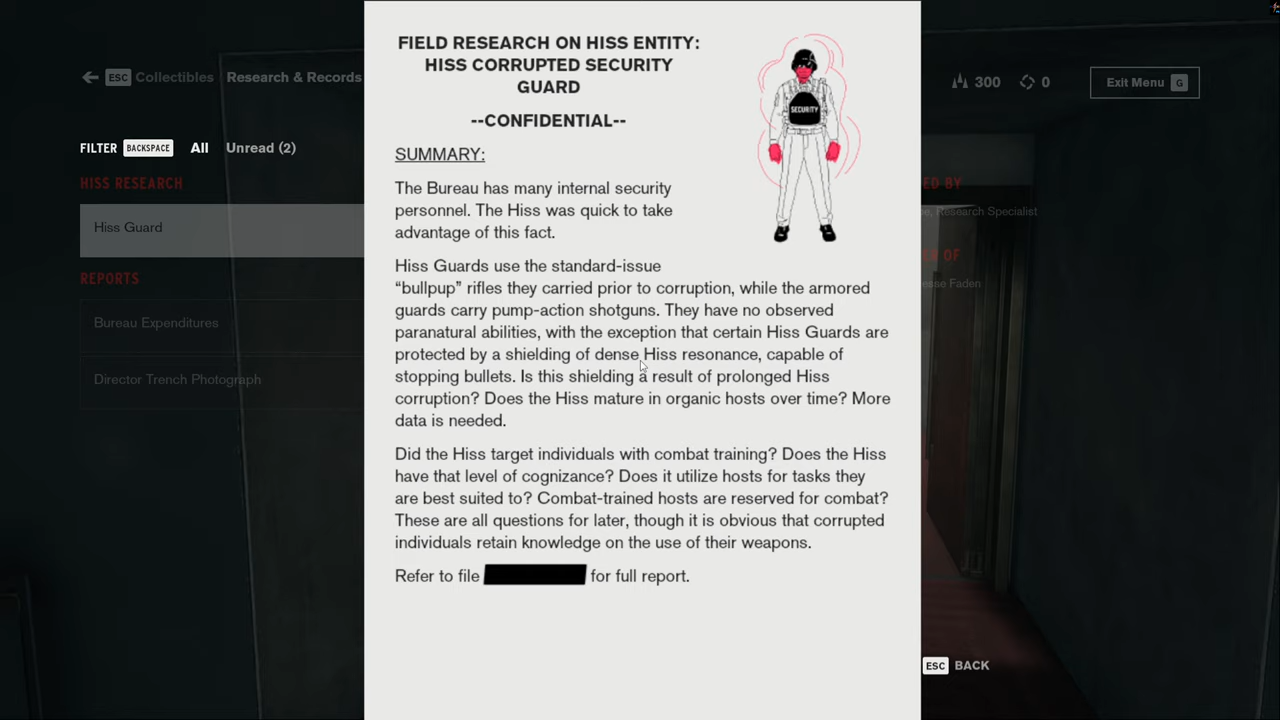 ESC Collectibles Research & Records
300 0 Exit Menu G
FILTER BACKSPACE All Unread (2)
HISS RESEARCH
Hiss Guard
REPORTS
Bureau Expenditures
Director Trench Photograph
FIELD RESEARCH ON HISS ENTITY:
HISS CORRUPTED SECURITY
GUARD
--CONFIDENTIAL--
SECURITY
SUMMARY:
The Bureau has many internal security
personnel. The Hiss was quick to take
advantage of this fact.
Hiss Guards use the standard-issue
“bullpup” rifles they carried prior to corruption, while the armored
guards carry pump-action shotguns. They have no observed
paranatural abilities, with the exception that certain Hiss Guards are
protected by a shielding of dense Hiss resonance, capable of
stopping bullets. Is this shielding a result of prolonged Hiss
corruption? Does the Hiss mature in organic hosts over time? More
data is needed.
Did the Hiss target individuals with combat training? Does the Hiss
have that level of cognizance? Does it utilize hosts for tasks they
are best suited to? Combat-trained hosts are reserved for combat?
These are all questions for later, though it is obvious that corrupted
individuals retain knowledge on the use of their weapons.
Refer to file for full report.
BY
Research Specialist
OF
Faden
ESC BACK